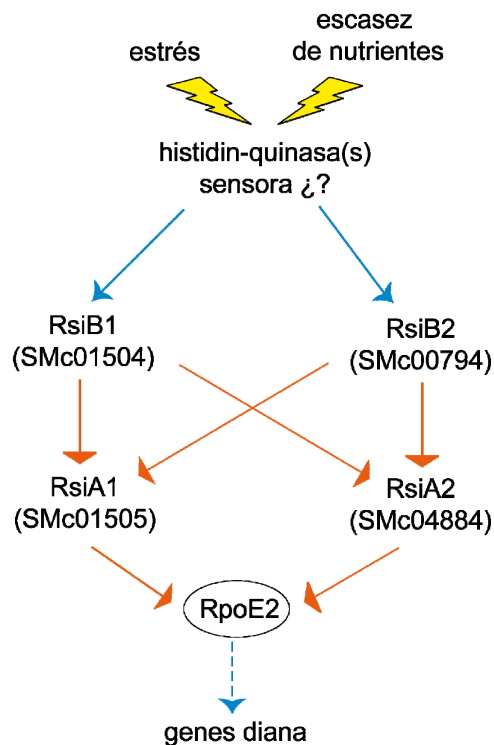 estrés
escasez
de nutrientes
histidin-quinasa(s)
sensora ¿?
RsiB1
(SMc01504)
RsiB2
(SMc00794)
RsiA1
(SMc01505)
RsiA2
(SMc04884)
RpoE2
genes diana